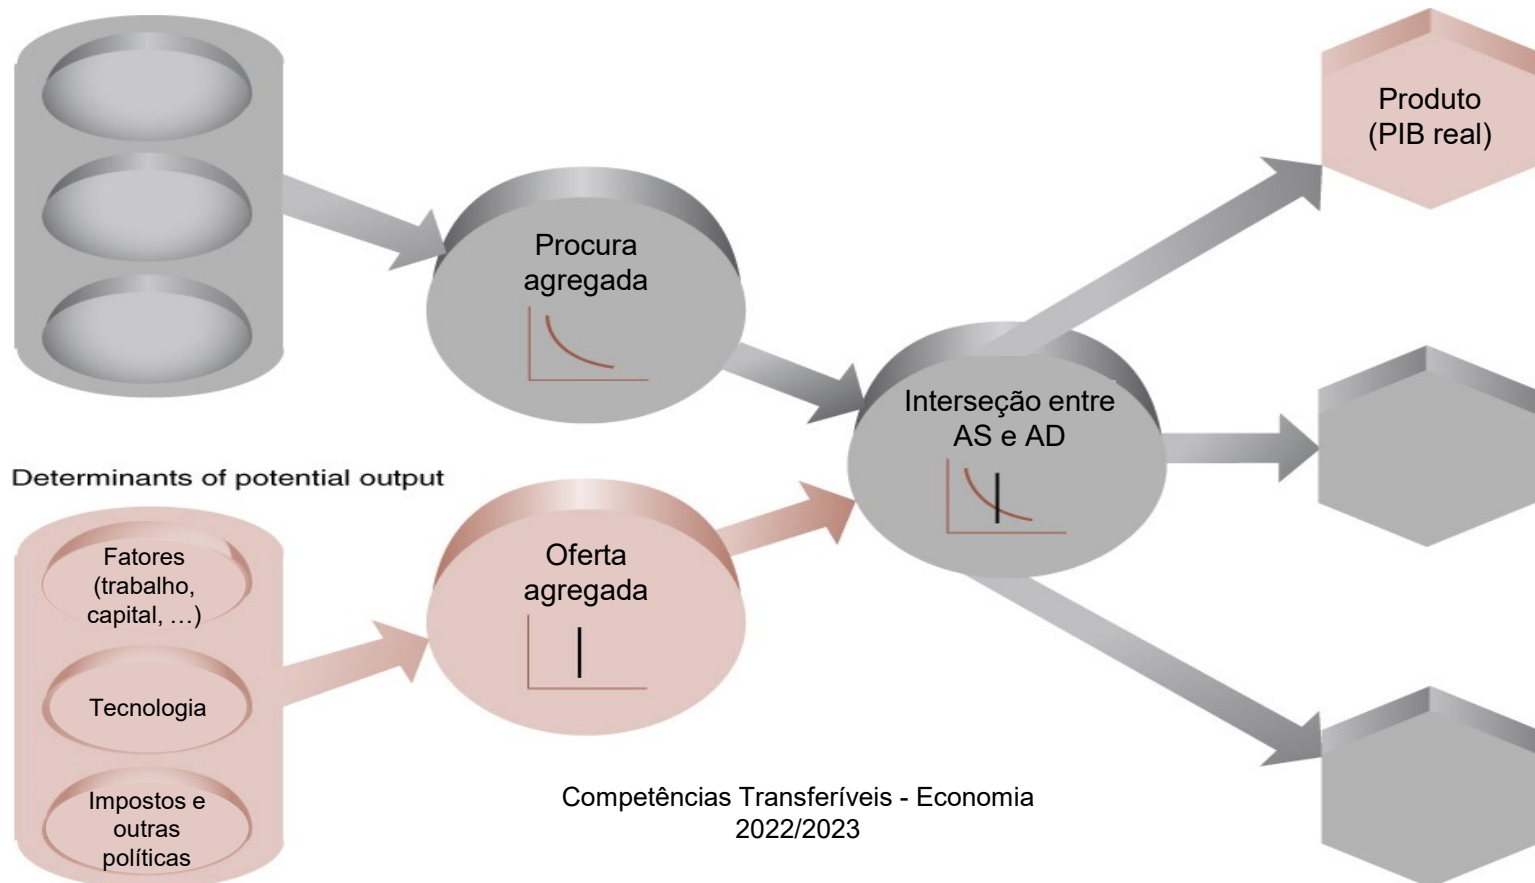 Produto
(PIB real)
Procura
agregada
Interseção entre
AS e AD
Determinants of potential output
Fatores
(trabalho,
capital, …)
Oferta
agregada
Tecnologia
Impostos e
outras
políticas
Competências Transferíveis - Economia
2022/2023